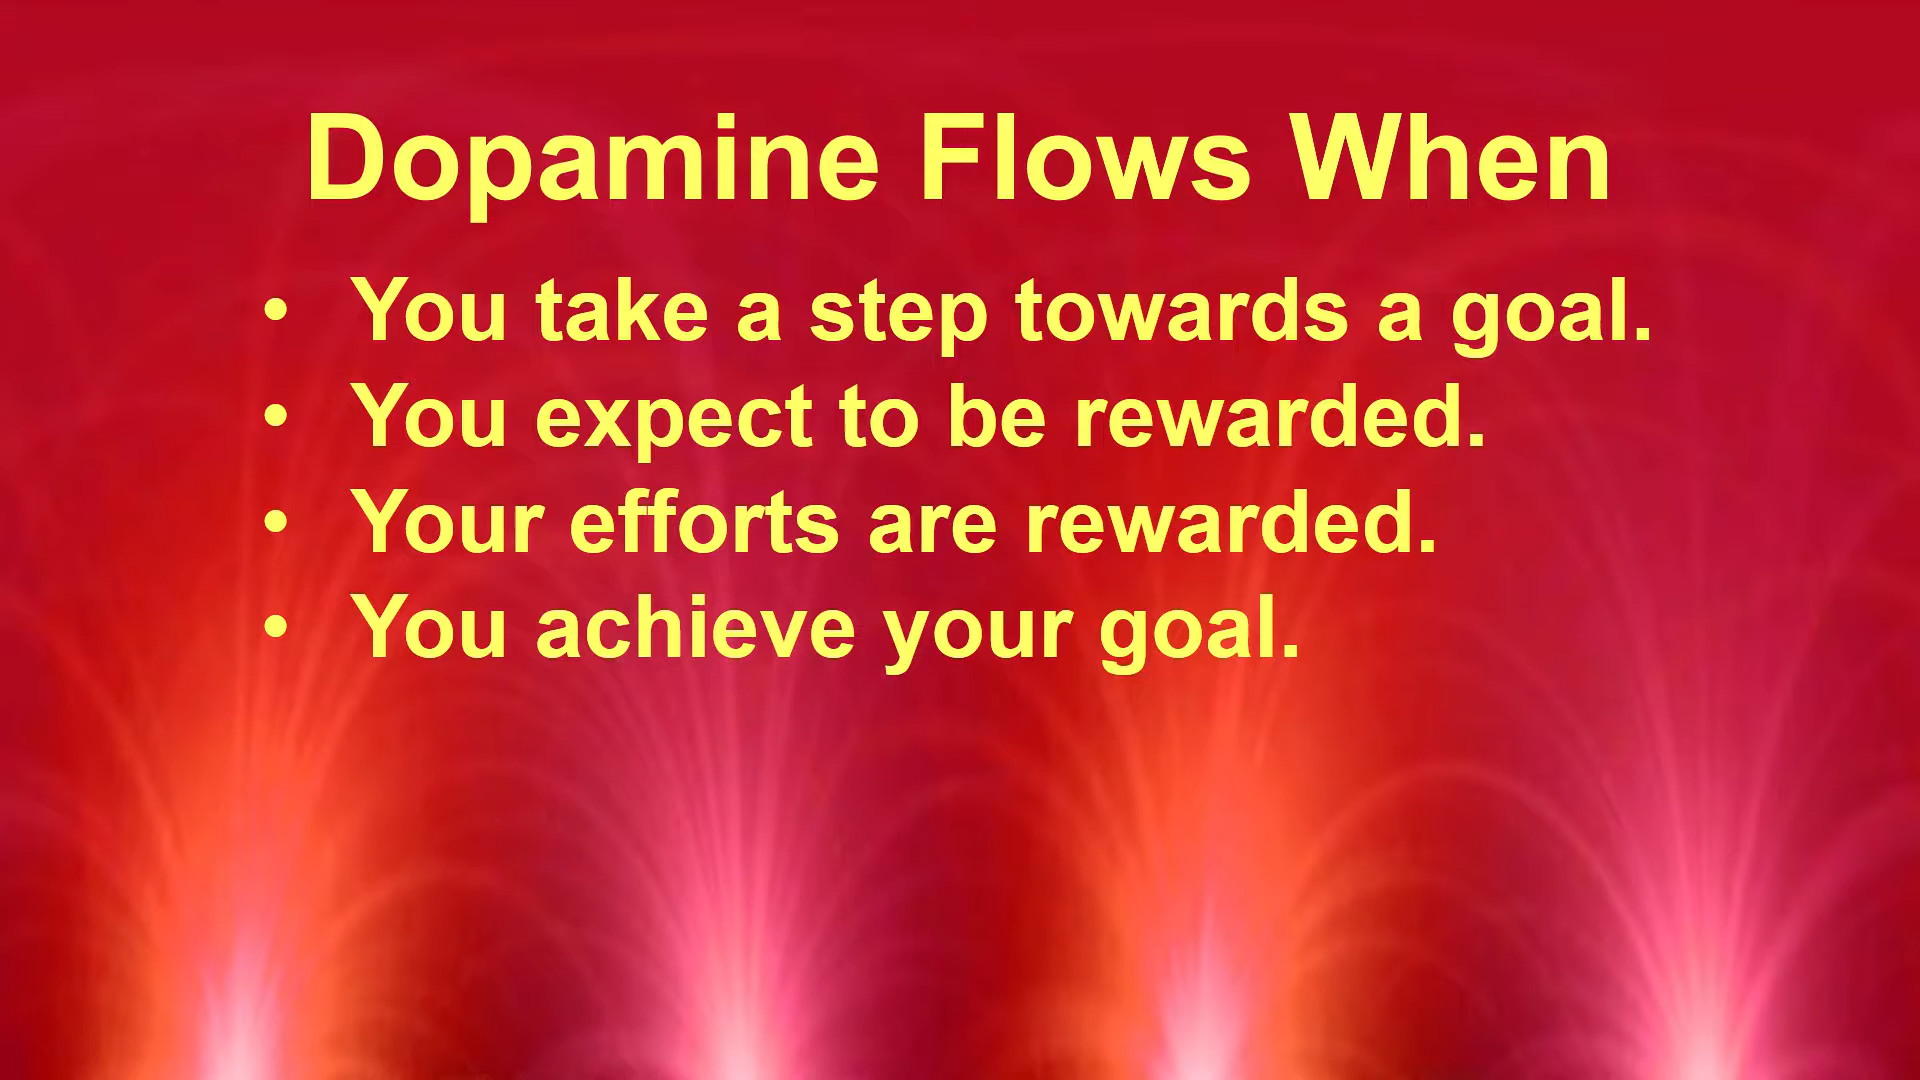 Dopamine Flows When
• You take a step towards a goal.
• You expect to be rewarded.
• Your efforts are rewarded.
• You achieve your goal.